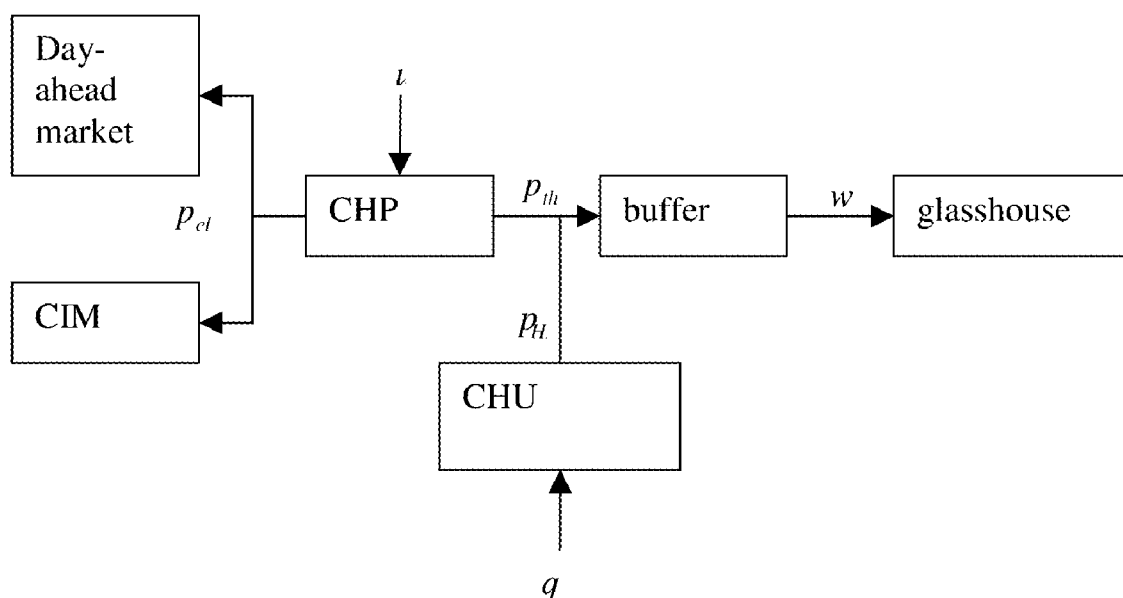 Day-
ahead
market
ι
CHP
p_th
buffer
w
glasshouse
p_el
CIM
p_H
CHU
q